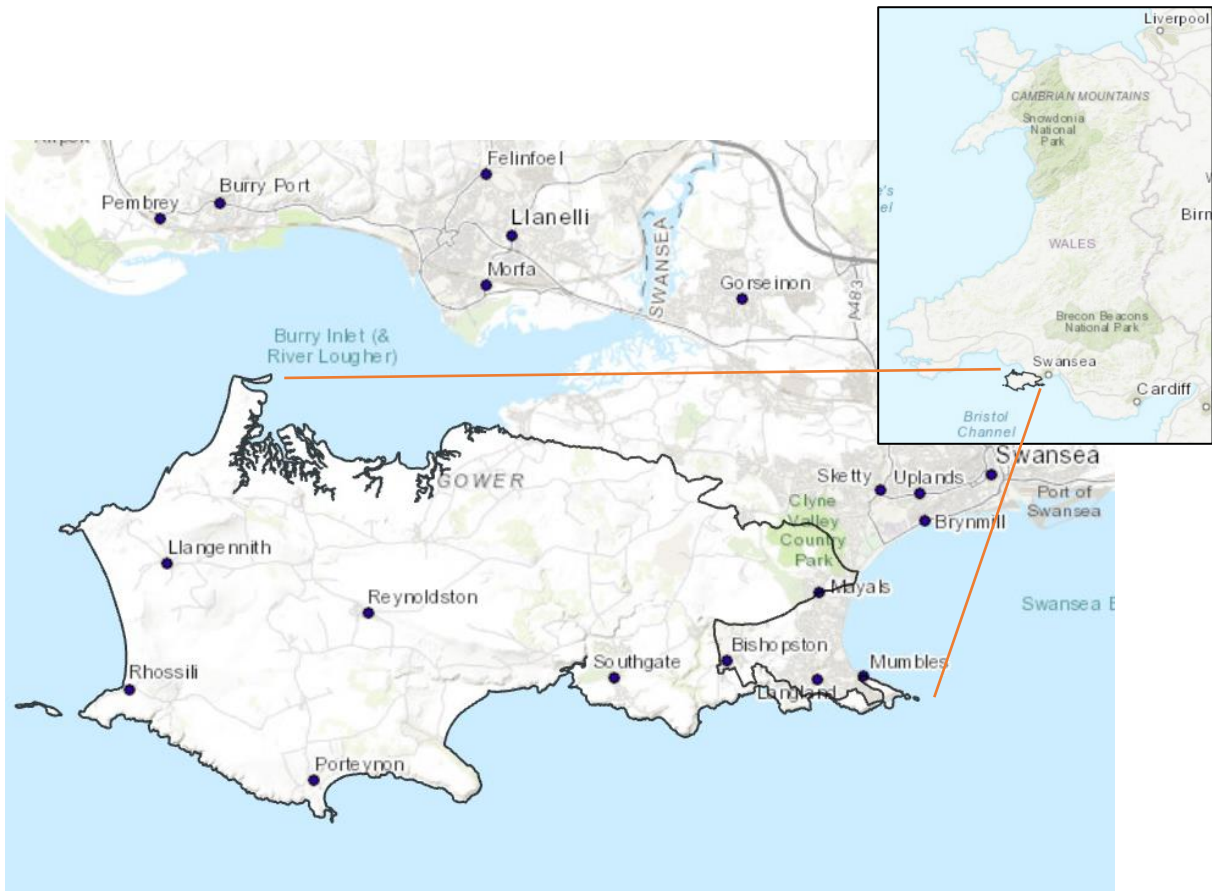 Liverpool
CAMBRIAN MOUNTAINS
Snowdonia
National
Park
WALES
Birm
Brecon Beacons
National Park
Swansea
Cardiff
Bristol
Channel
Felinfoel
Burry Port
Pembrey
Llanelli
Morfa
SWANSEA
Gorseinon
A483
Burry Inlet (&
River Lougher)
GOWER
Swansea
Sketty
Uplands
Port of
Swansea
Brynmill
Clyne
Valley
Country
Park
Mayals
Swansea B
Llangennith
Reynoldston
Bishopston
Mumbles
Southgate
Langland
Rhossili
Porteynon